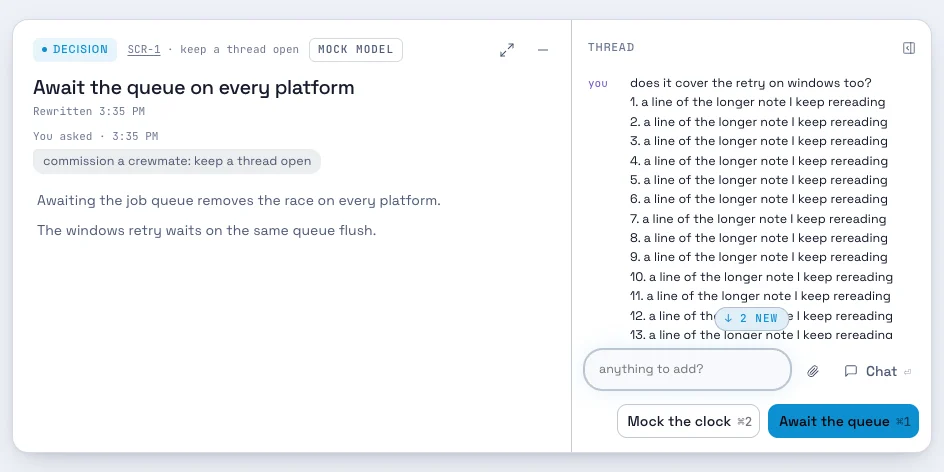 DECISION SCR-1 · keep a thread open MOCK MODEL
Await the queue on every platform
Rewritten 3:35 PM
You asked · 3:35 PM
commission a crewmate: keep a thread open
Awaiting the job queue removes the race on every platform.
The windows retry waits on the same queue flush.
THREAD
you does it cover the retry on windows too?
1. a line of the longer note I keep rereading
2. a line of the longer note I keep rereading
3. a line of the longer note I keep rereading
4. a line of the longer note I keep rereading
5. a line of the longer note I keep rereading
6. a line of the longer note I keep rereading
7. a line of the longer note I keep rereading
8. a line of the longer note I keep rereading
9. a line of the longer note I keep rereading
10. a line of the longer note I keep rereading
11. a line of the longer note I keep rereading
12. a line of the I keep rereading
↓ 2 NEW
13. a line of the longer note I keep rereading
anything to add?
Chat ⏎
Mock the clock ⌘2
Await the queue ⌘1